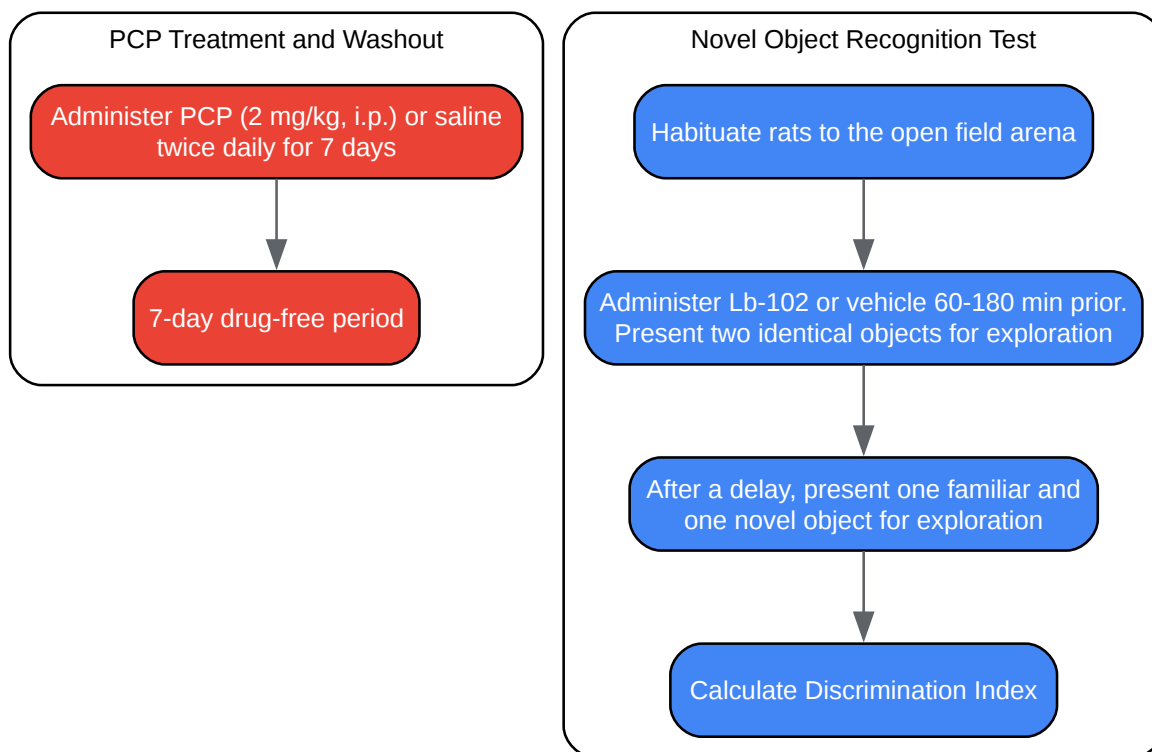 PCP Treatment and Washout
Administer PCP (2 mg/kg, i.p.) or saline
twice daily for 7 days
7-day drug-free period
Novel Object Recognition Test
Habituate rats to the open field arena
Administer Lb-102 or vehicle 60-180 min prior.
Present two identical objects for exploration
After a delay, present one familiar and
one novel object for exploration
Calculate Discrimination Index